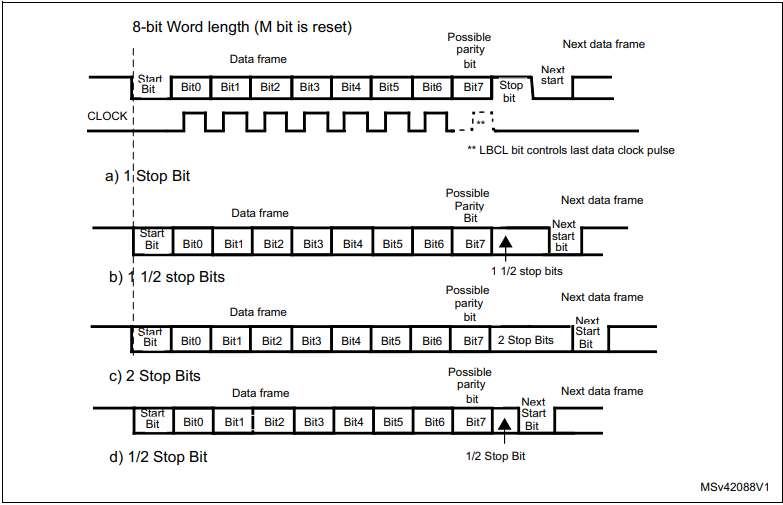 8-bit Word length (M bit is reset)
Possible
parity
bit
Data frame
Next data frame
Start
Bit
Bit0
Bit1
Bit2
Bit3
Bit4
Bit5
Bit6
Bit7
Stop
bit
Next
start
CLOCK
**
** LBCL bit controls last data clock pulse
a) 1 Stop Bit
Possible
Parity
Bit
Data frame
Next data frame
Start
Bit
Bit0
Bit1
Bit2
Bit3
Bit4
Bit5
Bit6
Bit7
Next
start
bit
1 1/2 stop bits
b) 1 1/2 stop Bits
Possible
parity
bit
Data frame
Next data frame
Start
Bit
Bit0
Bit1
Bit2
Bit3
Bit4
Bit5
Bit6
Bit7
2 Stop Bits
Next
Start
Bit
c) 2 Stop Bits
Possible
parity
bit
Data frame
Next data frame
Start
Bit
Bit0
Bit1
Bit2
Bit3
Bit4
Bit5
Bit6
Bit7
Next
Start
Bit
1/2 Stop Bit
d) 1/2 Stop Bit
MSv42088V1